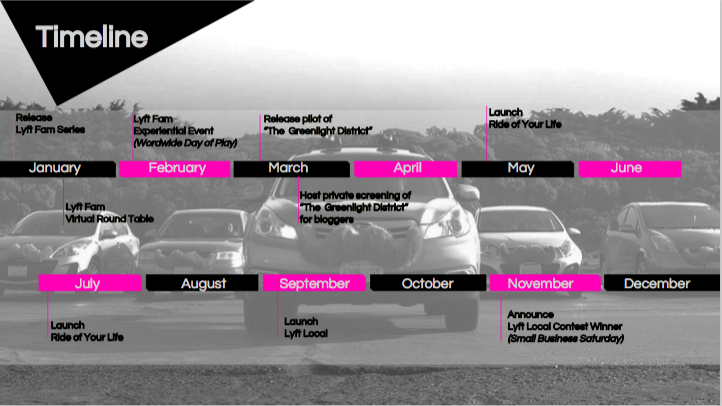 Timeline
Release
Lyft Fam Series
Lyft Fam
Experiential Event
(Wordwide Day of Play)
Release pilot of
"The Greenlight District"
Launch
Ride of Your Life
January
February
March
April
May
June
Lyft Fam
Virtual Round Table
Host private screening of
"The Greenlight District"
for bloggers
July
August
September
October
November
December
Launch
Ride of Your Life
Launch
Lyft Local
Announce
Lyft Local Contest Winner
(Small Business Saturday)